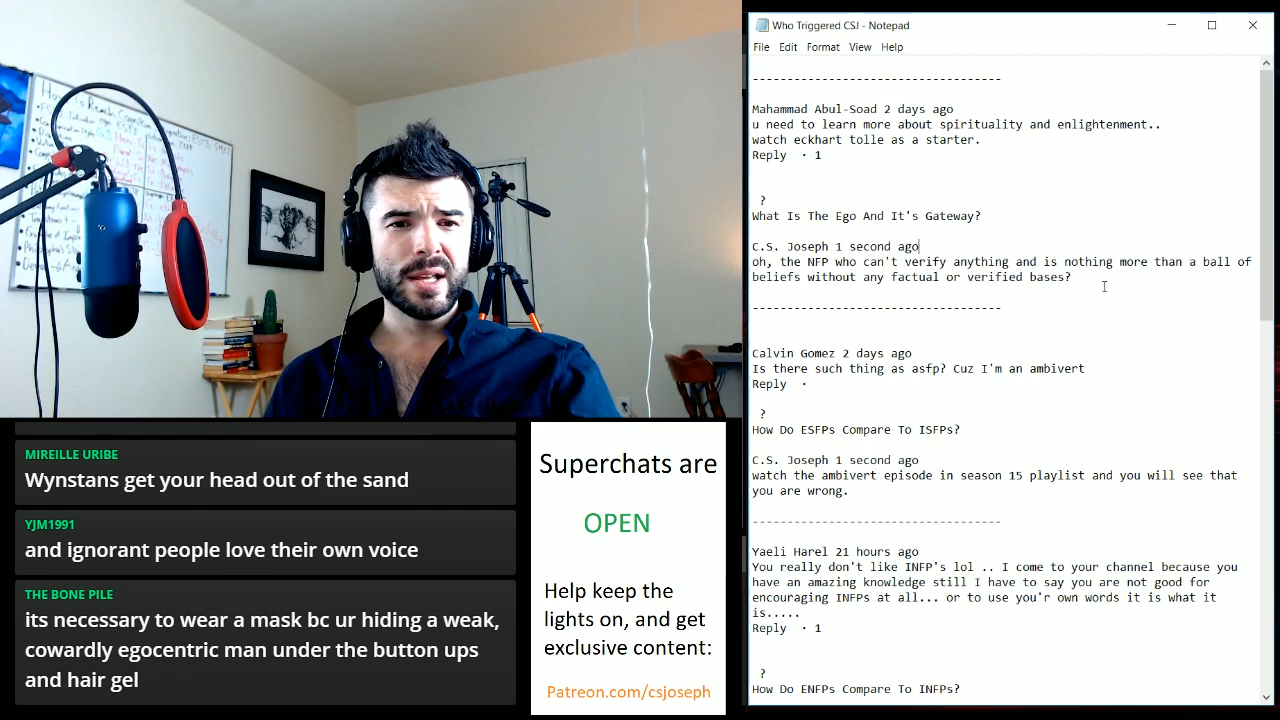 How To Reach Cognitive
Who Triggered CSJ - Notepad
File Edit Format View Help
-----------------------------------
Mahammad Abul-Soad 2 days ago
u need to learn more about spirituality and enlightenment..
watch eckhart tolle as a starter.
Reply · 1
?
What Is The Ego And It's Gateway?
C.S. Joseph 1 second ago
oh, the NFP who can't verify anything and is nothing more than a ball of
beliefs without any factual or verified bases?
-----------------------------------
Calvin Gomez 2 days ago
Is there such thing as asfp? Cuz I'm an ambivert
Reply ·
?
How Do ESFPs Compare To ISFPs?
C.S. Joseph 1 second ago
watch the ambivert episode in season 15 playlist and you will see that
you are wrong.
-----------------------------------
Yaeli Harel 21 hours ago
You really don't like INFP's lol .. I come to your channel because you
have an amazing knowledge still I have to say you are not good for
encouraging INFPs at all... or to use you'r own words it is what it
is.....
Reply · 1
?
How Do ENFPs Compare To INFPs?
MIREILLE URIBE
Wynstans get your head out of the sand
YJM1991
and ignorant people love their own voice
THE BONE PILE
its necessary to wear a mask bc ur hiding a weak,
cowardly egocentric man under the button ups
and hair gel
Superchats are
OPEN
Help keep the
lights on, and get
exclusive content:
Patreon.com/csjoseph